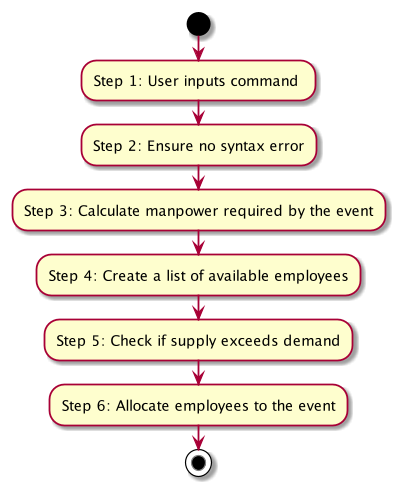 Step 1: User inputs command
Step 2: Ensure no syntax error
Step 3: Calculate manpower required by the event
Step 4: Create a list of available employees
Step 5: Check if supply exceeds demand
Step 6: Allocate employees to the event